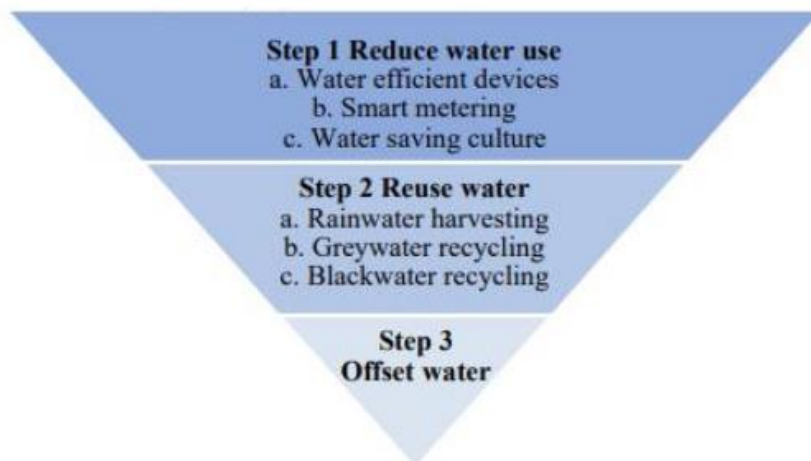 Step 1 Reduce water use
a. Water efficient devices
b. Smart metering
c. Water saving culture
Step 2 Reuse water
a. Rainwater harvesting
b. Greywater recycling
c. Blackwater recycling
Step 3
Offset water